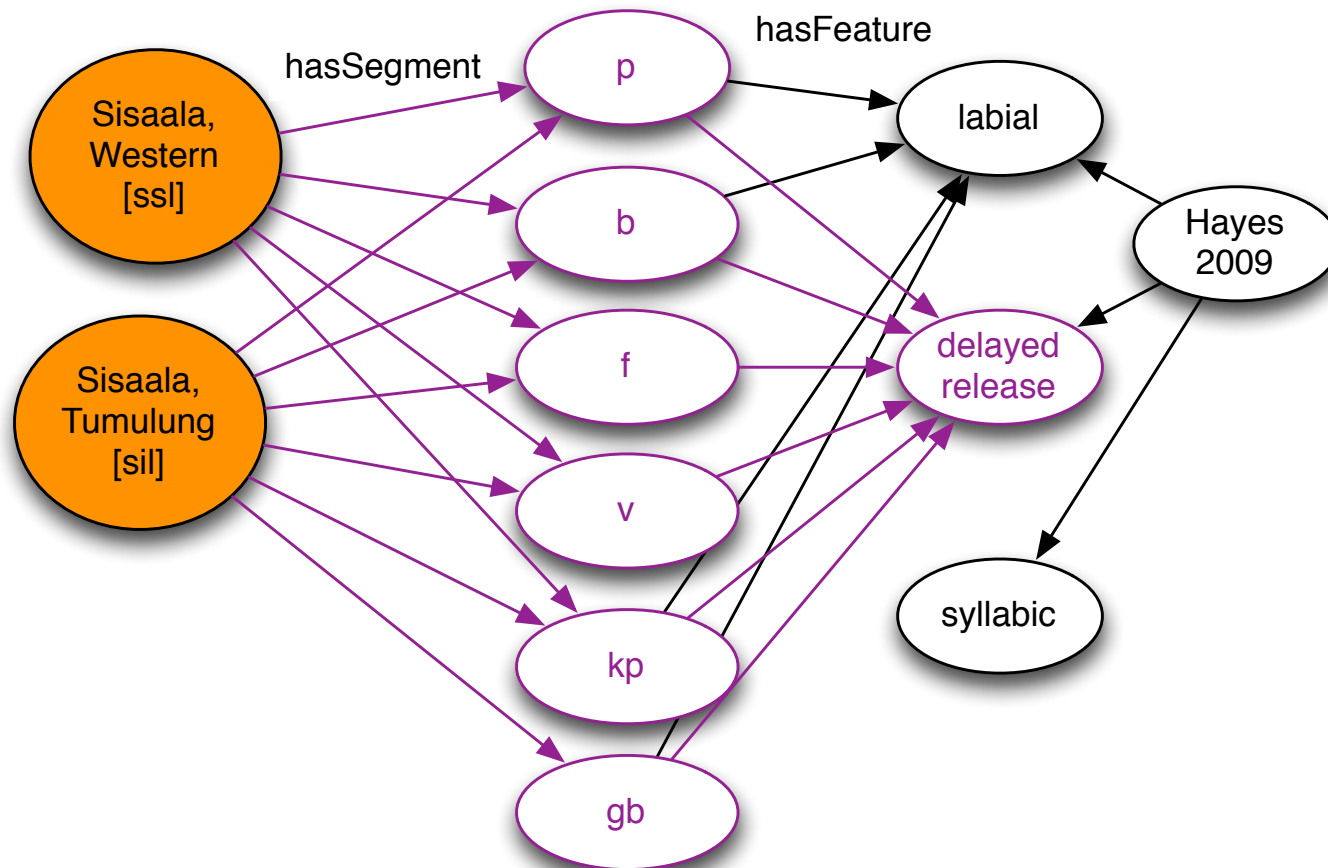 hasSegment
hasFeature
Sisaala,
Western
[ssl]
Sisaala,
Tumulung
[sil]
p
b
f
v
kp
gb
labial
delayed
release
syllabic
Hayes
2009